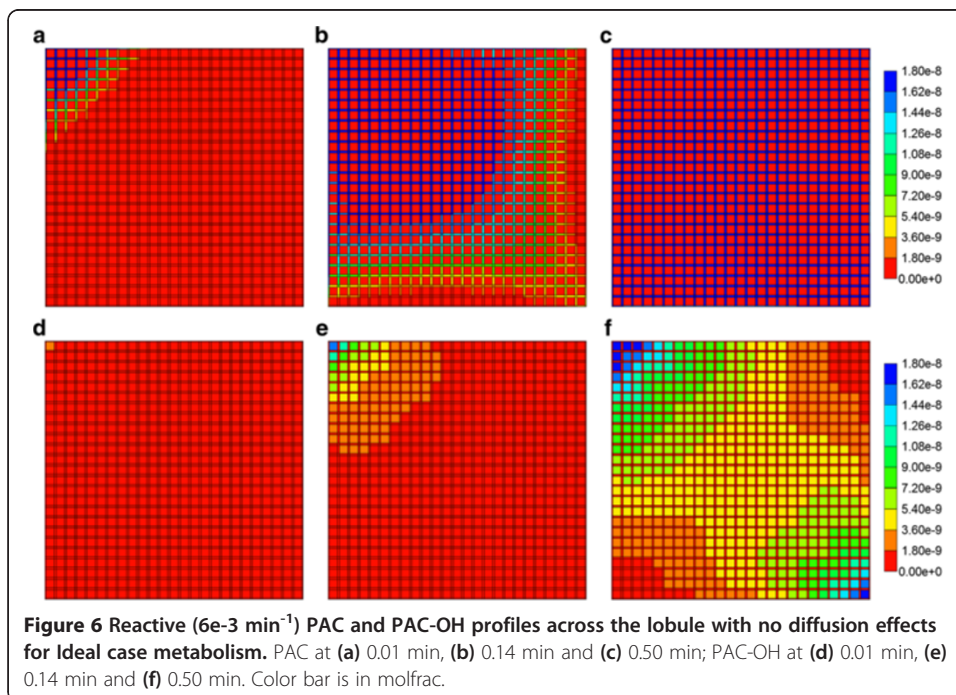 a
b
c
1.80e-8
1.62e-8
1.44e-8
1.26e-8
1.08e-8
9.00e-9
7.20e-9
5.40e-9
3.60e-9
1.80e-9
0.00e+0
d
e
f
1.80e-8
1.62e-8
1.44e-8
1.26e-8
1.08e-8
9.00e-9
7.20e-9
5.40e-9
3.60e-9
1.80e-9
0.00e+0
Figure 6 Reactive (6e-3 min⁻¹) PAC and PAC-OH profiles across the lobule with no diffusion effects
for Ideal case metabolism. PAC at (a) 0.01 min, (b) 0.14 min and (c) 0.50 min; PAC-OH at (d) 0.01 min, (e)
0.14 min and (f) 0.50 min. Color bar is in molfrac.